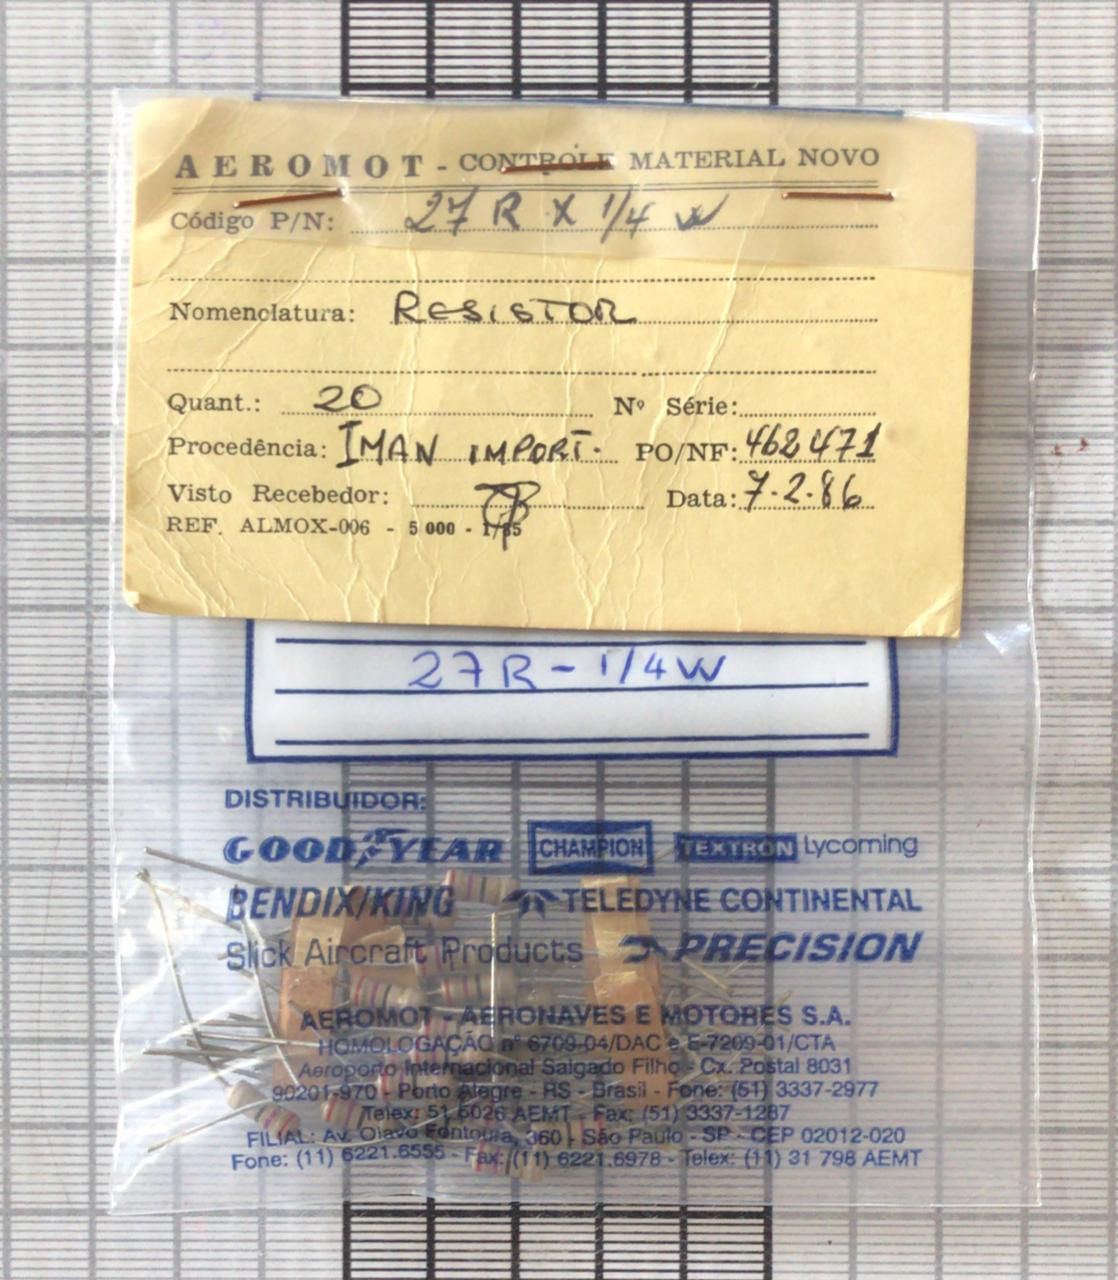 AEROMOT - CONTROLE MATERIAL NOVO
Código P/N: 27 R X 1/4 W
Nomenclatura: RESISTOR
Quant.: 20 Nº Série:
Procedência: IMAN IMPORT. PO/NF: 462471
Visto Recebedor: Data: 7.2.86
REF. ALMOX-006 - 5 000 - 1/85
27R - 1/4W
DISTRIBUIDOR:
GOODYEAR CHAMPION TEXTRON Lycoming
BENDIX/KING TELEDYNE CONTINENTAL
Slick Aircraft Products PRECISION
AEROMOT - AERONAVES E MOTORES S.A.
HOMOLOGAÇÃO nº 6709-04/DAC e E-7209-01/CTA
Aeroporto Internacional Salgado Filho - Cx. Postal 8031
90201-970 - Porto Alegre - RS - Brasil - Fone: (51) 3337-2977
Telex: 51 5026 AEMT - Fax: (51) 3337-1287
FILIAL: Av. Olavo Fontoura, 360 - São Paulo - SP - CEP 02012-020
Fone: (11) 6221.6555 - Fax: (11) 6221.6978 - Telex: (11) 31 798 AEMT